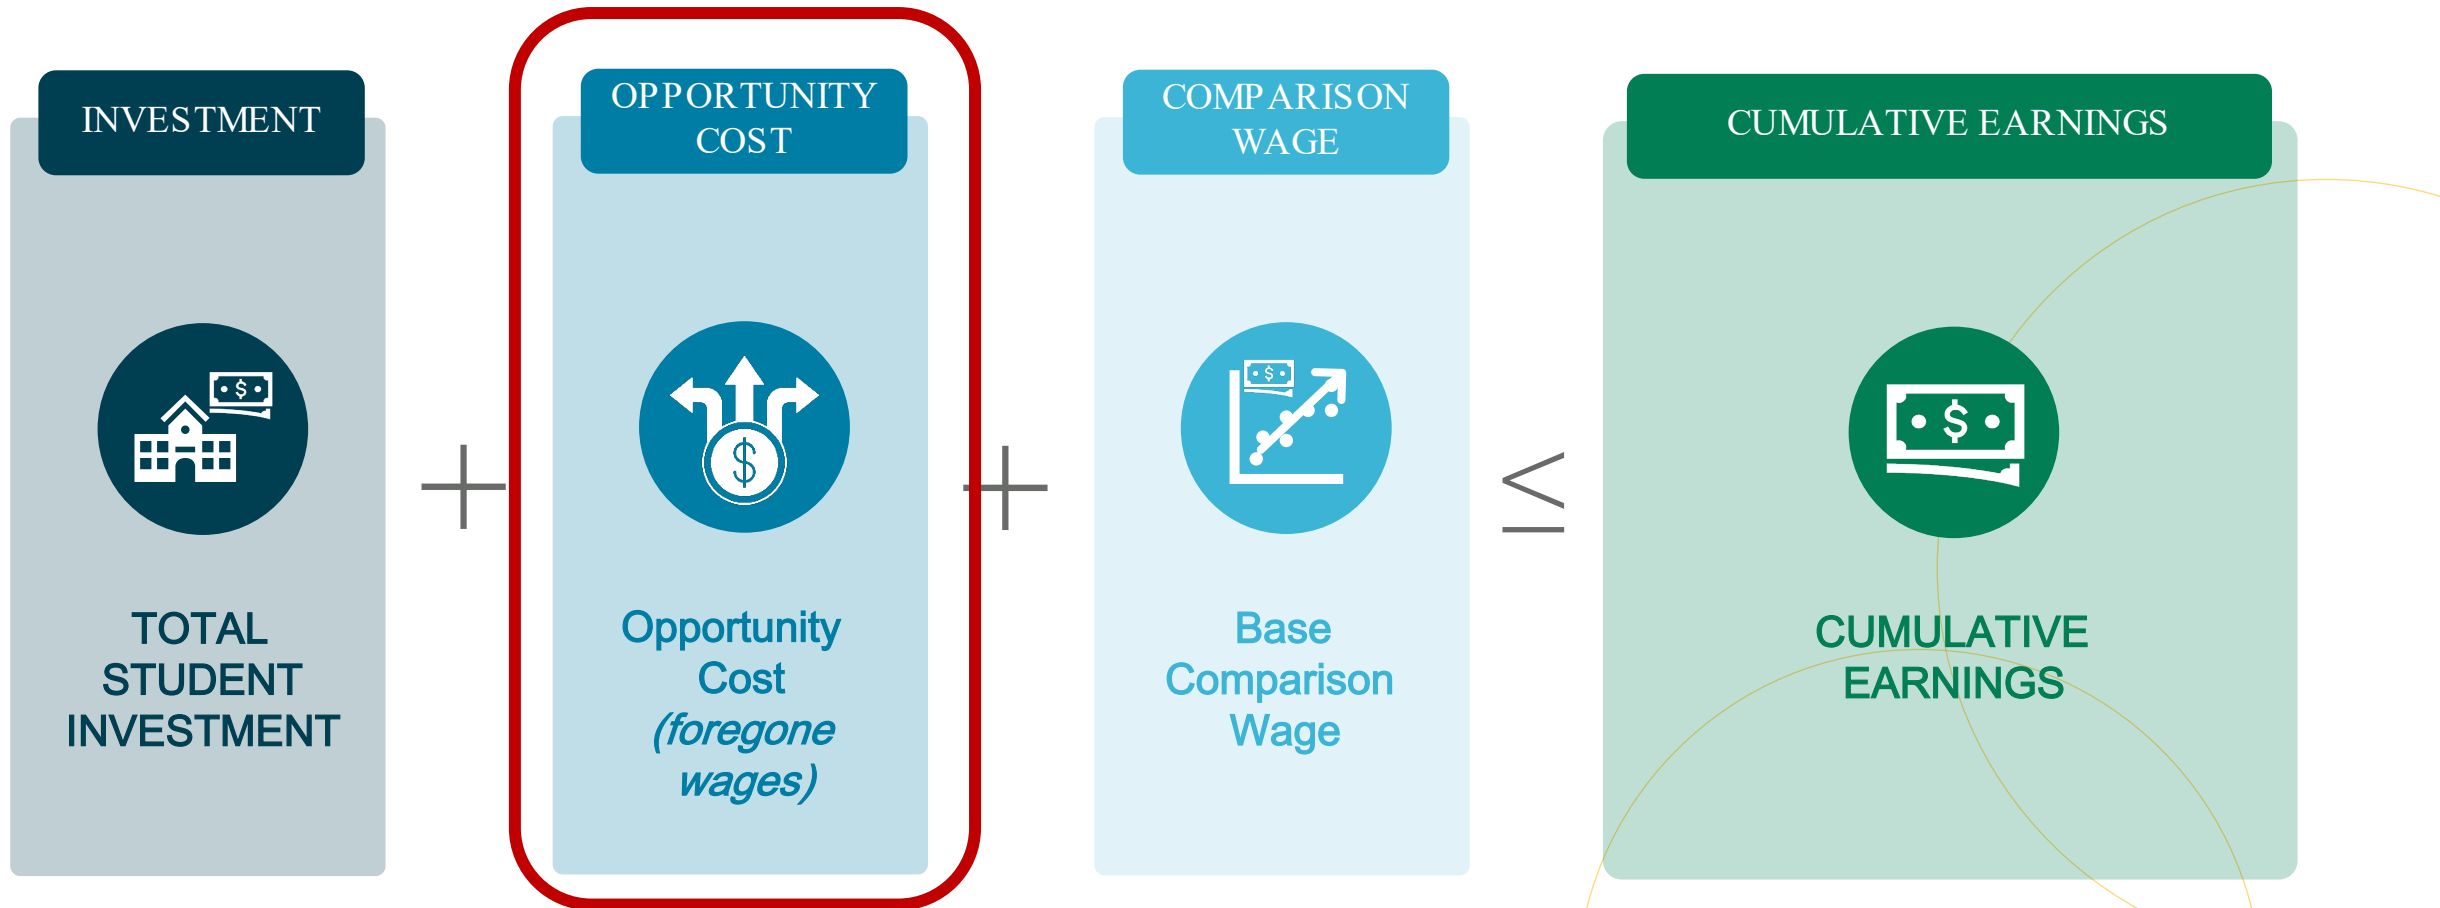 INVESTMENT
TOTAL
STUDENT
INVESTMENT
+
OPPORTUNITY
COST
Opportunity
Cost
(foregone
wages)
+
COMPARISON
WAGE
Base
Comparison
Wage
≤
CUMULATIVE EARNINGS
CUMULATIVE
EARNINGS